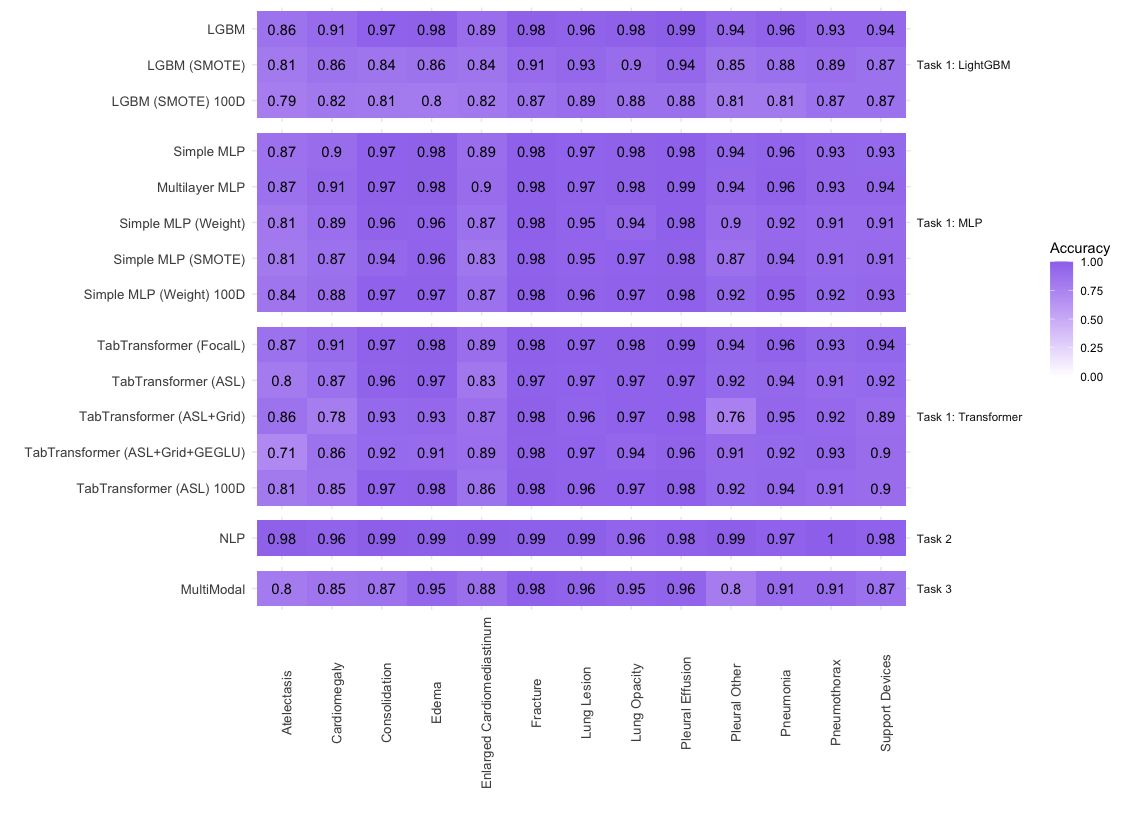 LGBM 0.86 0.91 0.97 0.98 0.89 0.98 0.96 0.98 0.99 0.94 0.96 0.93 0.94
LGBM (SMOTE) 0.81 0.86 0.84 0.86 0.84 0.91 0.93 0.9 0.94 0.85 0.88 0.89 0.87 Task 1: LightGBM
LGBM (SMOTE) 100D 0.79 0.82 0.81 0.8 0.82 0.87 0.89 0.88 0.88 0.81 0.81 0.87 0.87
Simple MLP 0.87 0.9 0.97 0.98 0.89 0.98 0.97 0.98 0.98 0.94 0.96 0.93 0.93
Multilayer MLP 0.87 0.91 0.97 0.98 0.9 0.98 0.97 0.98 0.99 0.94 0.96 0.93 0.94
Simple MLP (Weight) 0.81 0.89 0.96 0.96 0.87 0.98 0.95 0.94 0.98 0.9 0.92 0.91 0.91 Task 1: MLP
Simple MLP (SMOTE) 0.81 0.87 0.94 0.96 0.83 0.98 0.95 0.97 0.98 0.87 0.94 0.91 0.91
Simple MLP (Weight) 100D 0.84 0.88 0.97 0.97 0.87 0.98 0.96 0.97 0.98 0.92 0.95 0.92 0.93
TabTransformer (FocalL) 0.87 0.91 0.97 0.98 0.89 0.98 0.97 0.98 0.99 0.94 0.96 0.93 0.94
TabTransformer (ASL) 0.8 0.87 0.96 0.97 0.83 0.97 0.97 0.97 0.97 0.92 0.94 0.91 0.92
TabTransformer (ASL+Grid) 0.86 0.78 0.93 0.93 0.87 0.98 0.96 0.97 0.98 0.76 0.95 0.92 0.89 Task 1: Transformer
TabTransformer (ASL+Grid+GEGLU) 0.71 0.86 0.92 0.91 0.89 0.98 0.97 0.94 0.96 0.91 0.92 0.93 0.9
TabTransformer (ASL) 100D 0.81 0.85 0.97 0.98 0.86 0.98 0.96 0.97 0.98 0.92 0.94 0.91 0.9
NLP 0.98 0.96 0.99 0.99 0.99 0.99 0.99 0.96 0.98 0.99 0.97 1 0.98 Task 2
MultiModal 0.8 0.85 0.87 0.95 0.88 0.98 0.96 0.95 0.96 0.8 0.91 0.91 0.87 Task 3
Atelectasis
Cardiomegaly
Consolidation
Edema
Enlarged Cardiomediastinum
Fracture
Lung Lesion
Lung Opacity
Pleural Effusion
Pleural Other
Pneumonia
Pneumothorax
Support Devices
Accuracy
1.00
0.75
0.50
0.25
0.00